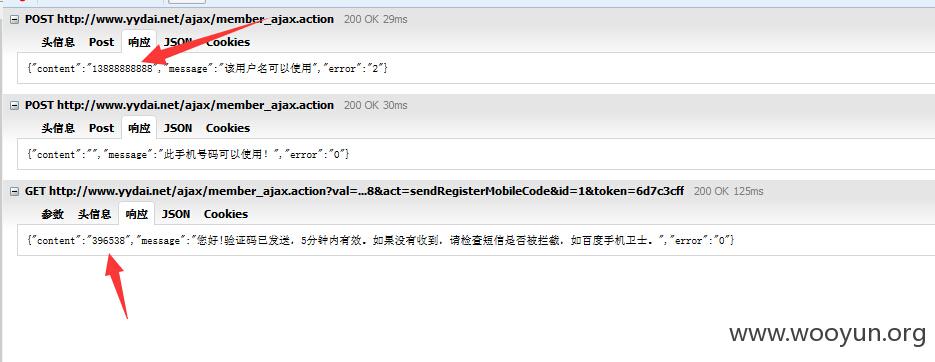 POST http://www.yydai.net/ajax/member_ajax.action 200 OK 29ms
头信息 Post 响应 JSON Cookies
{"content":"13888888888","message":"该用户名可以使用","error":"2"}
POST http://www.yydai.net/ajax/member_ajax.action 200 OK 30ms
头信息 Post 响应 JSON Cookies
{"content":"","message":"此手机号码可以使用！","error":"0"}
GET http://www.yydai.net/ajax/member_ajax.action?val=...8&act=sendRegisterMobileCode&id=1&token=6d7c3cff 200 OK 125ms
参数 头信息 响应 JSON Cookies
{"content":"396538","message":"您好!验证码已发送，5分钟内有效。如果没有收到，请检查短信是否被拦截，如百度手机卫士。","error":"0"}
www.wooyun.org